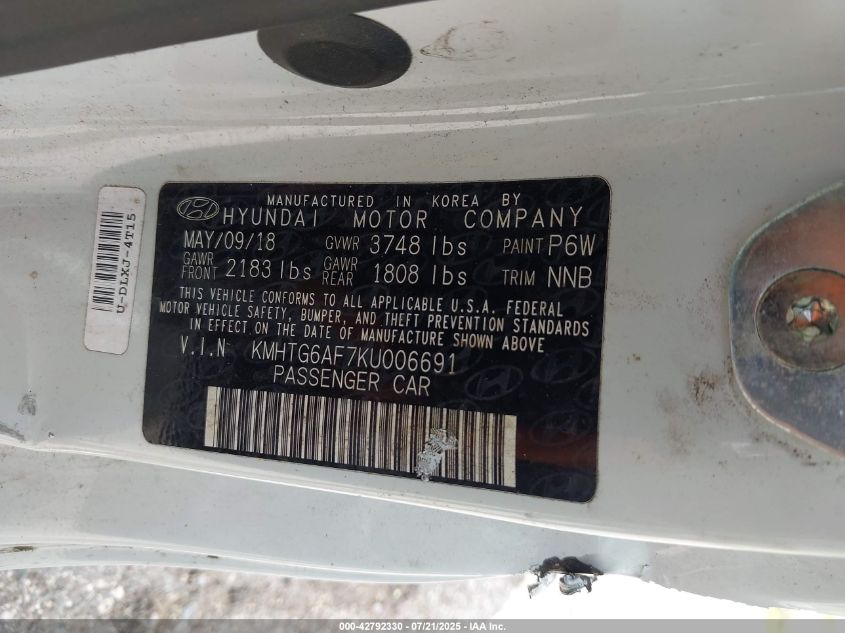 MANUFACTURED IN KOREA BY
HYUNDAI MOTOR COMPANY
MAY/09/18 GVWR 3748 lbs PAINT P6W
GAWR FRONT 2183 lbs GAWR REAR 1808 lbs TRIM NNB
THIS VEHICLE CONFORMS TO ALL APPLICABLE U.S.A. FEDERAL
MOTOR VEHICLE SAFETY, BUMPER, AND THEFT PREVENTION STANDARDS
IN EFFECT ON THE DATE OF MANUFACTURE SHOWN ABOVE.
V.I.N KMHTG6AF7KU006691
PASSENGER CAR
U-DLXJ-4T15
000-42792330 - 07/21/2025 - IAA Inc.